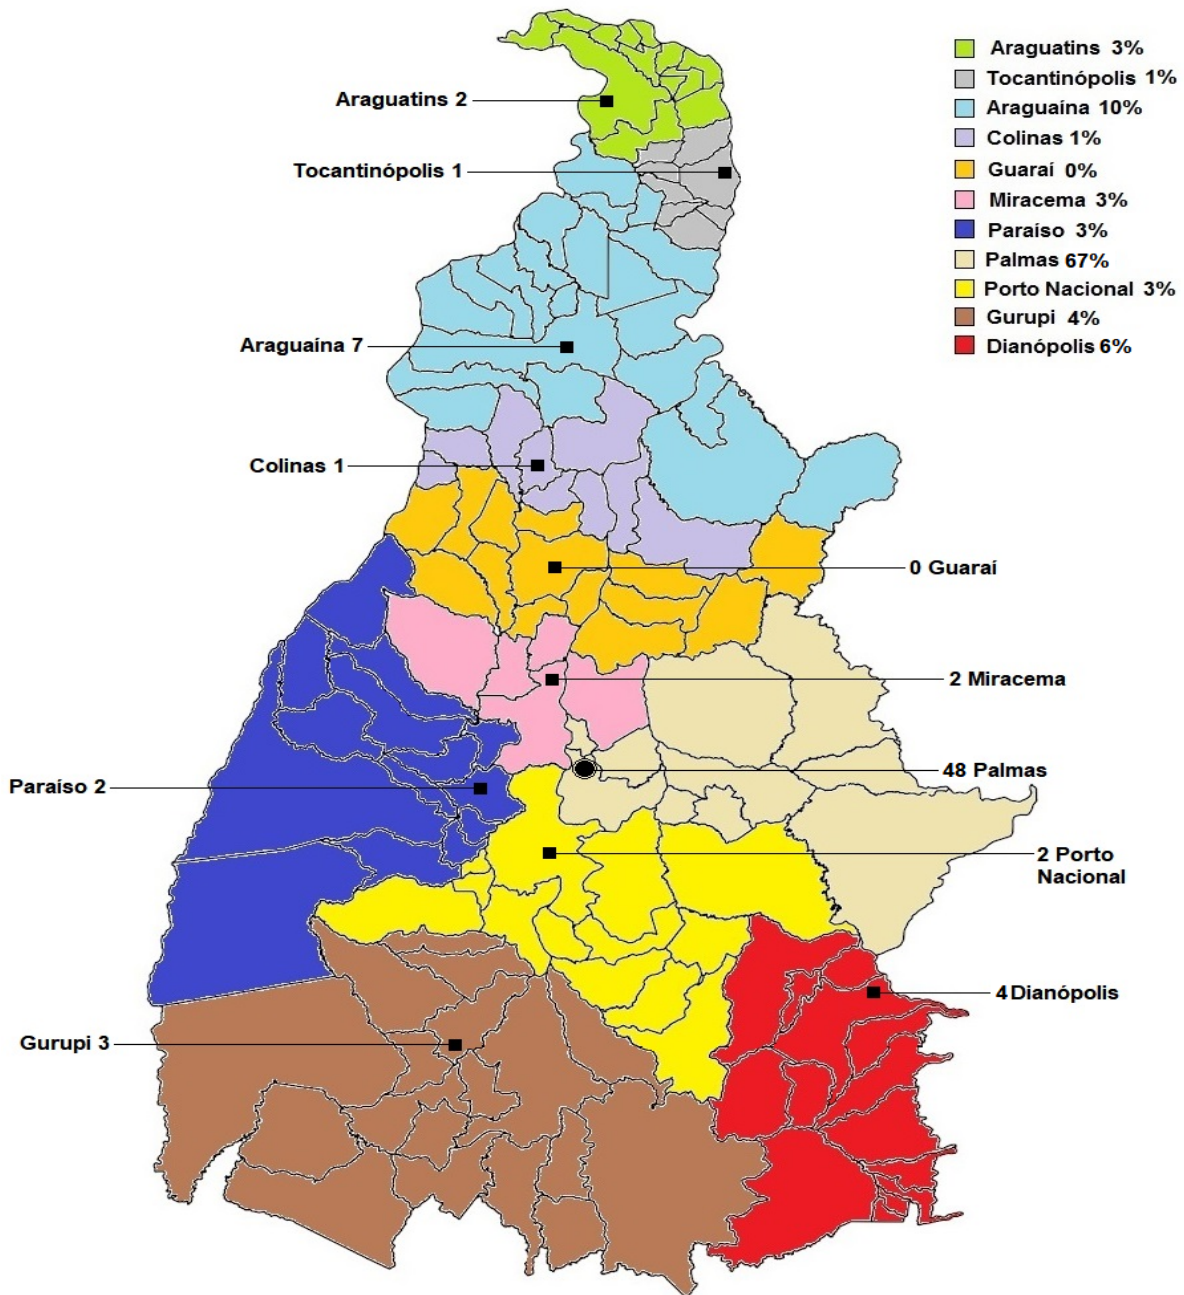 Araguatins 3%
Tocantinópolis 1%
Araguaína 10%
Colinas 1%
Guaraí 0%
Miracema 3%
Paraíso 3%
Palmas 67%
Porto Nacional 3%
Gurupi 4%
Dianópolis 6%
Araguatins 2
Tocantinópolis 1
Araguaína 7
Colinas 1
0 Guaraí
2 Miracema
48 Palmas
Paraíso 2
2 Porto
Nacional
4 Dianópolis
Gurupi 3